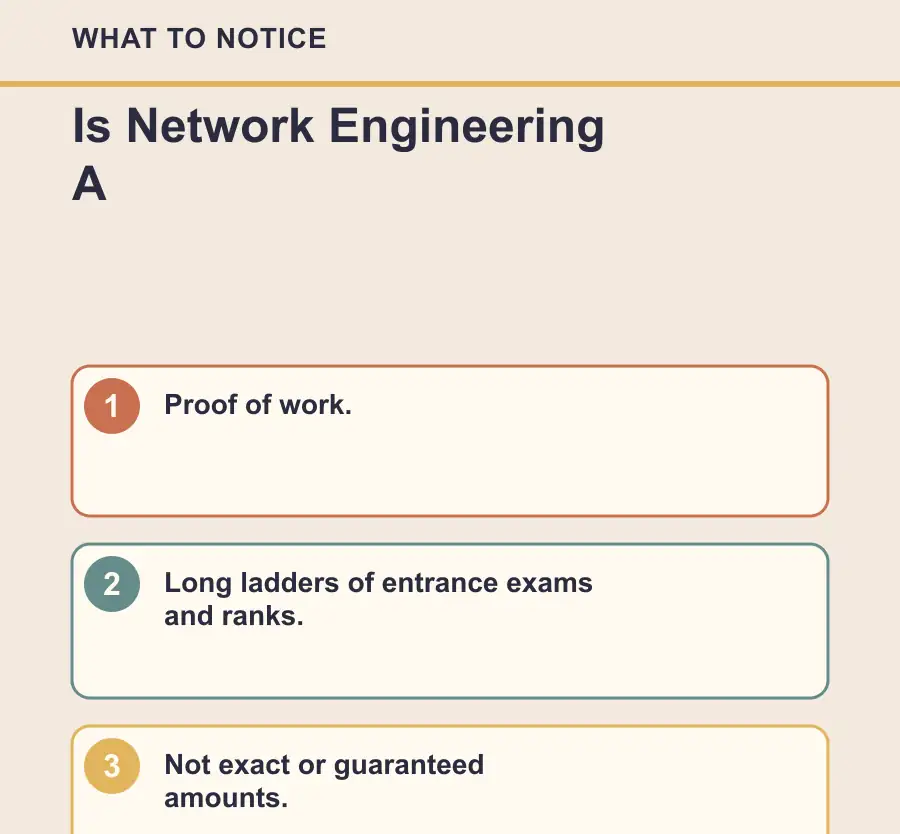 WHAT TO NOTICE
Is Network Engineering
A
1
Proof of work.
2
Long ladders of entrance exams
and ranks.
3
Not exact or guaranteed
amounts.